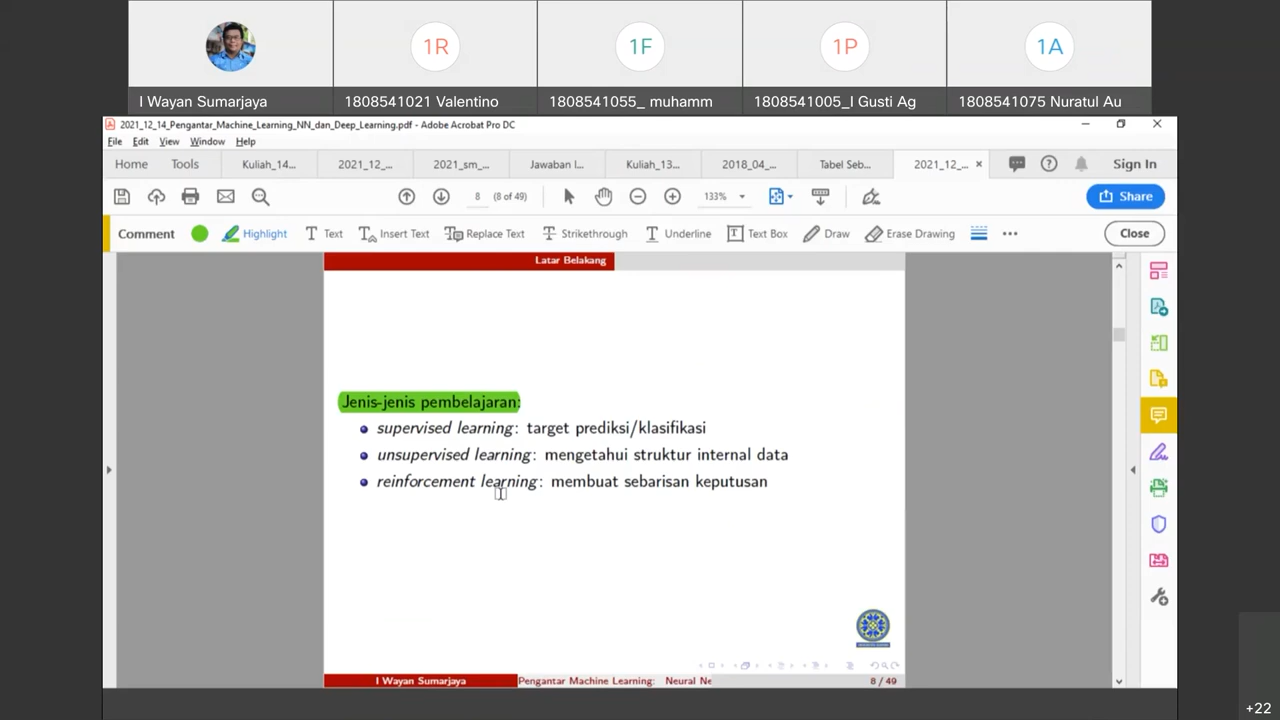 1R
1F
1P
1A
I Wayan Sumarjaya
1808541021 Valentino
1808541055_ muhamm
1808541005_I Gusti Ag
1808541075 Nuratul Au
2021_12_14_Pengantar_Machine_Learning_NN_dan_Deep_Learning.pdf - Adobe Acrobat Pro DC
File Edit View Window Help
Home Tools Kuliah_14... 2021_12_... 2021_sm_... Jawaban I... Kuliah_13... 2018_04_... Tabel Seb... 2021_12_... × Sign In
8 (8 of 49) 133% Share
Comment Highlight Text Insert Text Replace Text Strikethrough Underline Text Box Draw Erase Drawing Close
Latar Belakang
Jenis-jenis pembelajaran:
supervised learning: target prediksi/klasifikasi
unsupervised learning: mengetahui struktur internal data
reinforcement learning: membuat sebarisan keputusan
I Wayan Sumarjaya Pengantar Machine Learning: Neural Ne 8 / 49
+22